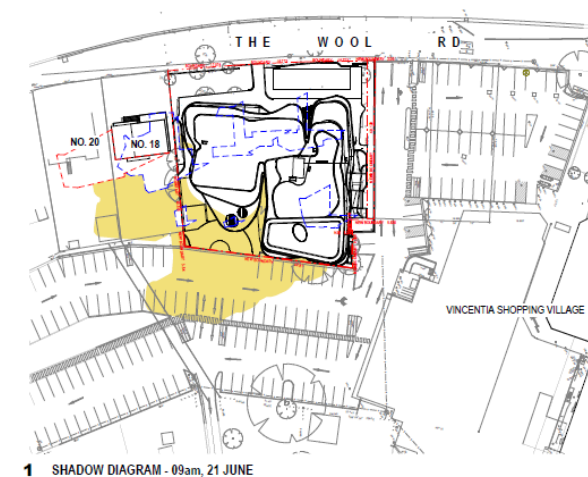 THE WOOL RD
NO. 20
NO. 18
VINCENTIA SHOPPING VILLAGE
1 SHADOW DIAGRAM - 09am, 21 JUNE